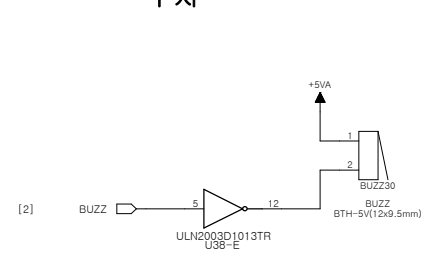 +5VA
1
2
BUZZ30
5
12
[2]
BUZZ
BUZZ
BTH-5V(12x9.5mm)
ULN2003D1013TR
U38-E